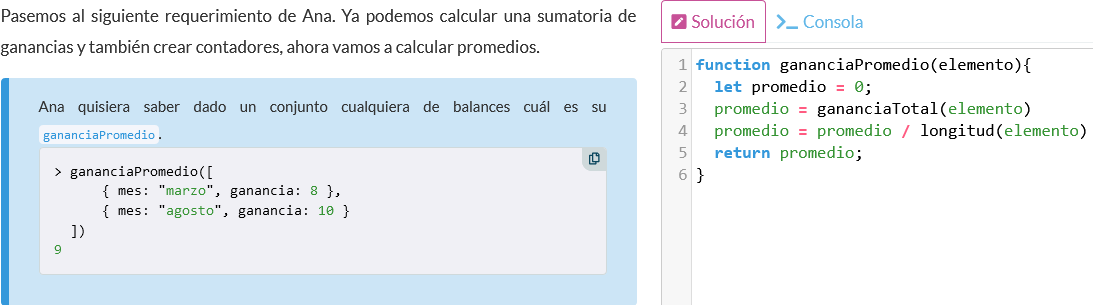 Pasemos al siguiente requerimiento de Ana. Ya podemos calcular una sumatoria de
ganancias y también crear contadores, ahora vamos a calcular promedios.
Ana quisiera saber dado un conjunto cualquiera de balances cuál es su
gananciaPromedio.
> gananciaPromedio([
{ mes: "marzo", ganancia: 8 },
{ mes: "agosto", ganancia: 10 }
])
9
Solución
>_ Consola
1 function gananciaPromedio(elemento){
2 let promedio = 0;
3 promedio = gananciaTotal(elemento)
4 promedio = promedio / longitud(elemento)
5 return promedio;
6 }